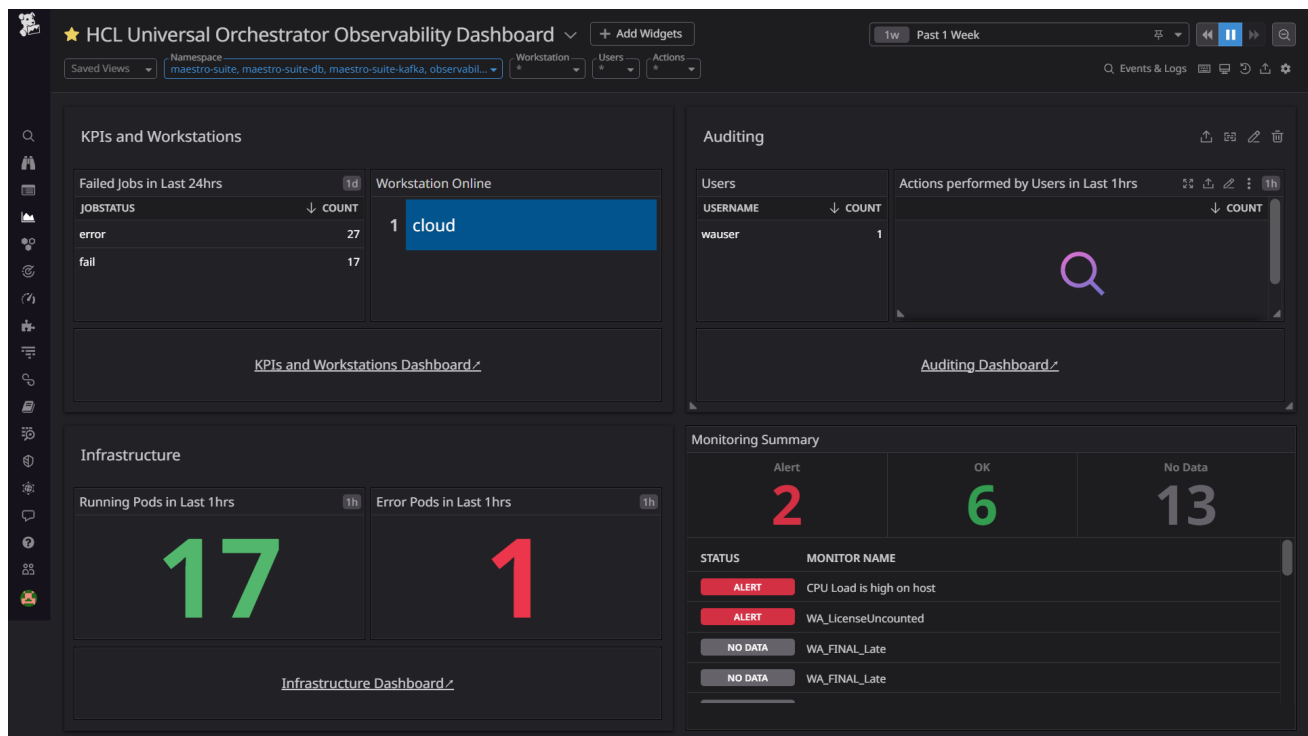 HCL Universal Orchestrator Observability Dashboard
+ Add Widgets
1w Past 1 Week
Saved Views
Namespace
maestro-suite, maestro-suite-db, maestro-suite-kafka, observabil...
Workstation
*
Users
*
Actions
*
Events & Logs
KPIs and Workstations
Failed Jobs in Last 24hrs 1d
JOBSTATUS ↓ COUNT
error 27
fail 17
Workstation Online
1 cloud
KPIs and Workstations Dashboard↗
Auditing
Users
USERNAME ↓ COUNT
wauser 1
Actions performed by Users in Last 1hrs 1h
↓ COUNT
Auditing Dashboard↗
Infrastructure
Running Pods in Last 1hrs 1h
17
Error Pods in Last 1hrs 1h
1
Infrastructure Dashboard↗
Monitoring Summary
Alert OK No Data
2 6 13
STATUS MONITOR NAME
ALERT CPU Load is high on host
ALERT WA_LicenseUncounted
NO DATA WA_FINAL_Late
NO DATA WA_FINAL_Late